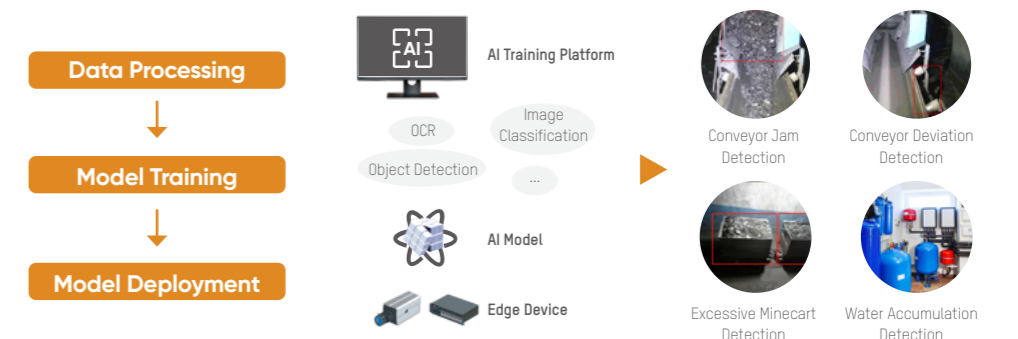 Data Processing
Model Training
Model Deployment
AI
AI Training Platform
OCR
Image
Classification
Object Detection
...
AI Model
Edge Device
Conveyor Jam
Detection
Conveyor Deviation
Detection
Excessive Minecart
Detection
Water Accumulation
Detection